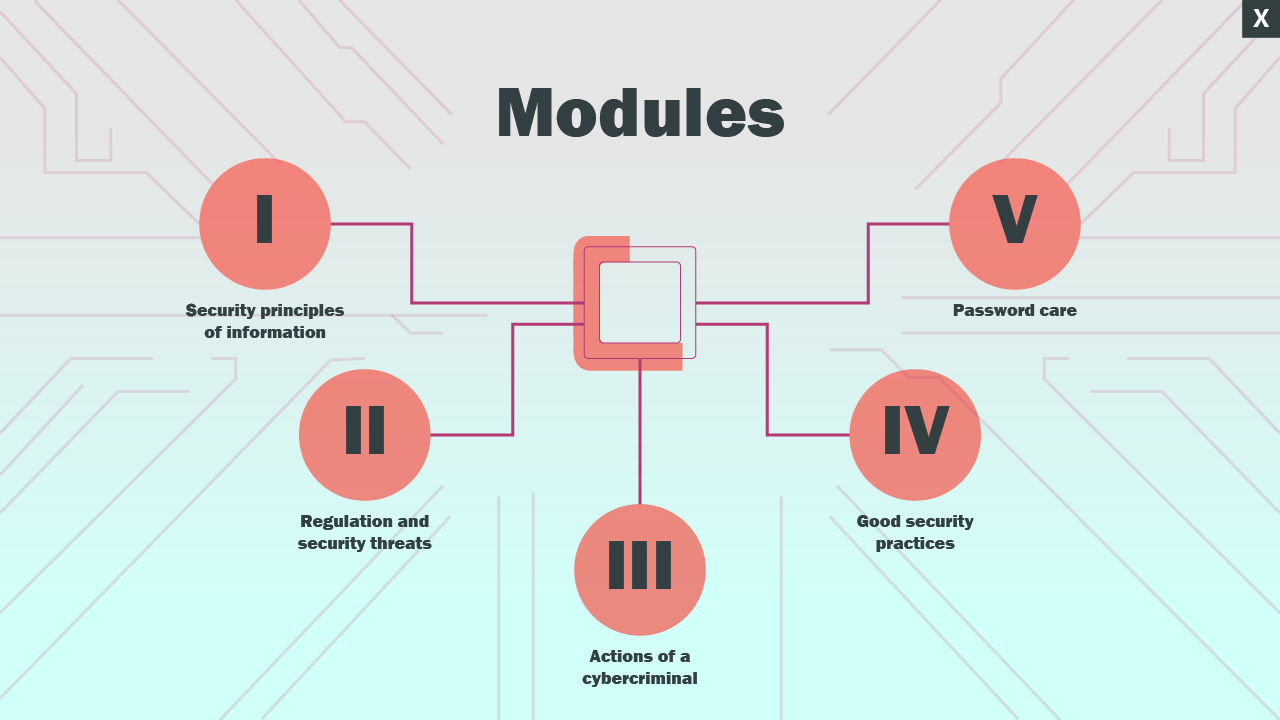 X
Modules
I
Security principles
of information
II
Regulation and
security threats
III
Actions of a
cybercriminal
IV
Good security
practices
V
Password care